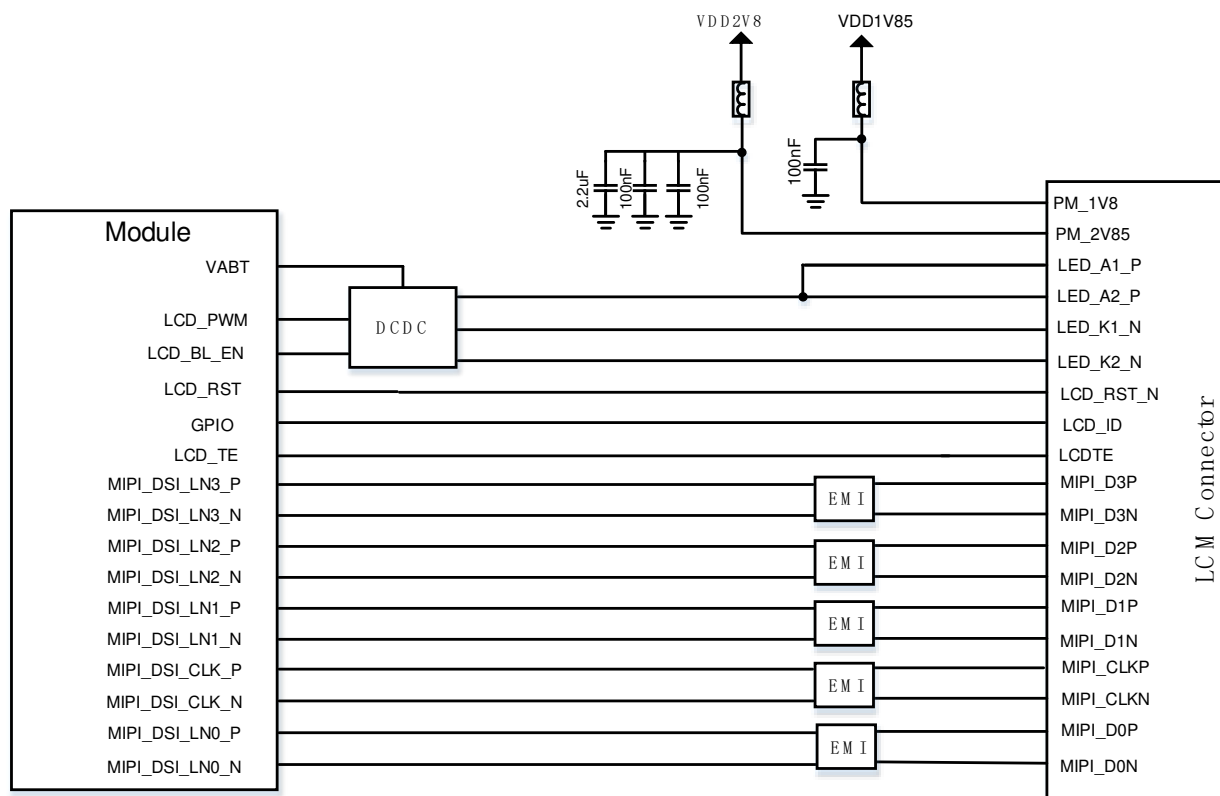 VDD2V8
VDD1V85
2.2uF
100nF
100nF
100nF
Module
VABT
LCD_PWM
LCD_BL_EN
LCD_RST
GPIO
LCD_TE
MIPI_DSI_LN3_P
MIPI_DSI_LN3_N
MIPI_DSI_LN2_P
MIPI_DSI_LN2_N
MIPI_DSI_LN1_P
MIPI_DSI_LN1_N
MIPI_DSI_CLK_P
MIPI_DSI_CLK_N
MIPI_DSI_LN0_P
MIPI_DSI_LN0_N
DCDC
EMI
EMI
EMI
EMI
EMI
PM_1V8
PM_2V85
LED_A1_P
LED_A2_P
LED_K1_N
LED_K2_N
LCD_RST_N
LCD_ID
LCDTE
MIPI_D3P
MIPI_D3N
MIPI_D2P
MIPI_D2N
MIPI_D1P
MIPI_D1N
MIPI_CLKP
MIPI_CLKN
MIPI_D0P
MIPI_D0N
LCM Connector